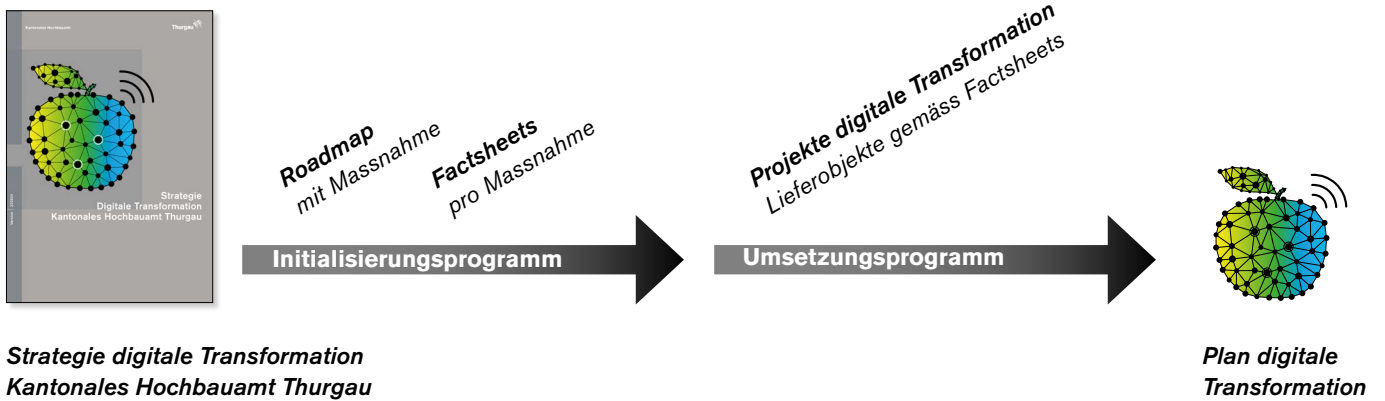 Kantonales Hochbauamt
Thurgau
Strategie
Digitale Transformation
Kantonales Hochbauamt Thurgau
Roadmap
mit Massnahme
Factsheets
pro Massnahme
Initialisierungsprogramm
Projekte digitale Transformation
Lieferobjekte gemäss Factsheets
Umsetzungsprogramm
Strategie digitale Transformation
Kantonales Hochbauamt Thurgau
Plan digitale
Transformation